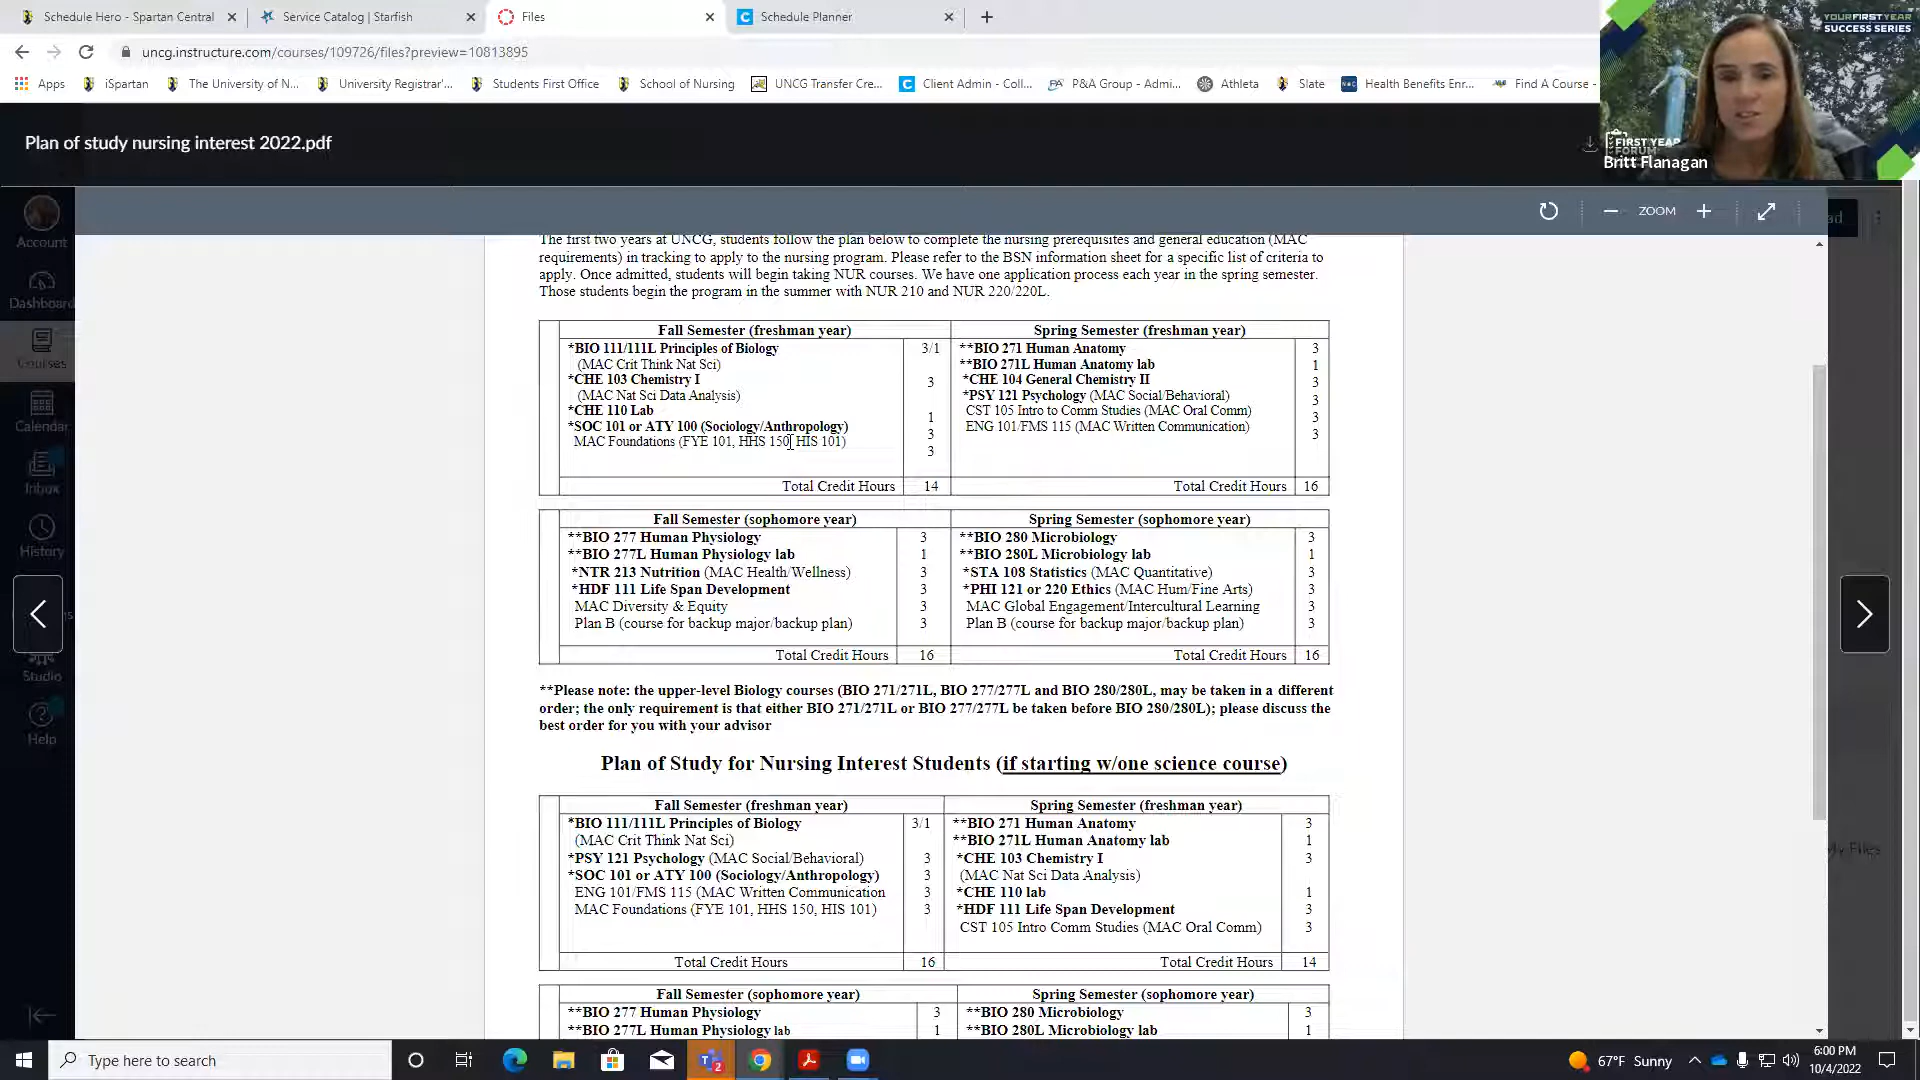 Schedule Hero - Spartan Central
Service Catalog | Starfish
Files
Schedule Planner
YOUR FIRST YEAR
SUCCESS SERIES
uncg.instructure.com/courses/109726/files?preview=10813895
Apps
iSpartan
The University of N...
University Registrar'...
Students First Office
School of Nursing
UNCG Transfer Cre...
Client Admin - Coll...
P&A Group - Admi...
Athleta
Slate
Health Benefits Enr...
Find A Course -
Plan of study nursing interest 2022.pdf
FIRST YEAR
FORUM
Britt Flanagan
ZOOM
Account
Dashboard
Courses
Calendar
Inbox
History
Studio
Help
The first two years at UNCG, students follow the plan below to complete the nursing prerequisites and general education (MAC
requirements) in tracking to apply to the nursing program. Please refer to the BSN information sheet for a specific list of criteria to
apply. Once admitted, students will begin taking NUR courses. We have one application process each year in the spring semester.
Those students begin the program in the summer with NUR 210 and NUR 220/220L.
Fall Semester (freshman year)
*BIO 111/111L Principles of Biology 3/1
(MAC Crit Think Nat Sci)
*CHE 103 Chemistry I 3
(MAC Nat Sci Data Analysis)
*CHE 110 Lab 1
*SOC 101 or ATY 100 (Sociology/Anthropology) 3
MAC Foundations (FYE 101, HHS 150, HIS 101) 3
Total Credit Hours 14
Spring Semester (freshman year)
**BIO 271 Human Anatomy 3
**BIO 271L Human Anatomy lab 1
*CHE 104 General Chemistry II 3
*PSY 121 Psychology (MAC Social/Behavioral) 3
CST 105 Intro to Comm Studies (MAC Oral Comm) 3
ENG 101/FMS 115 (MAC Written Communication) 3
Total Credit Hours 16
Fall Semester (sophomore year)
**BIO 277 Human Physiology 3
**BIO 277L Human Physiology lab 1
*NTR 213 Nutrition (MAC Health/Wellness) 3
*HDF 111 Life Span Development 3
MAC Diversity & Equity 3
Plan B (course for backup major/backup plan) 3
Total Credit Hours 16
Spring Semester (sophomore year)
**BIO 280 Microbiology 3
**BIO 280L Microbiology lab 1
*STA 108 Statistics (MAC Quantitative) 3
*PHI 121 or 220 Ethics (MAC Hum/Fine Arts) 3
MAC Global Engagement/Intercultural Learning 3
Plan B (course for backup major/backup plan) 3
Total Credit Hours 16
**Please note: the upper-level Biology courses (BIO 271/271L, BIO 277/277L and BIO 280/280L, may be taken in a different
order; the only requirement is that either BIO 271/271L or BIO 277/277L be taken before BIO 280/280L); please discuss the
best order for you with your advisor
Plan of Study for Nursing Interest Students (if starting w/one science course)
Fall Semester (freshman year)
*BIO 111/111L Principles of Biology 3/1
(MAC Crit Think Nat Sci)
*PSY 121 Psychology (MAC Social/Behavioral) 3
*SOC 101 or ATY 100 (Sociology/Anthropology) 3
ENG 101/FMS 115 (MAC Written Communication 3
MAC Foundations (FYE 101, HHS 150, HIS 101) 3
Total Credit Hours 16
Spring Semester (freshman year)
**BIO 271 Human Anatomy 3
**BIO 271L Human Anatomy lab 1
*CHE 103 Chemistry I 3
(MAC Nat Sci Data Analysis)
*CHE 110 lab 1
*HDF 111 Life Span Development 3
CST 105 Intro Comm Studies (MAC Oral Comm) 3
Total Credit Hours 14
Fall Semester (sophomore year)
**BIO 277 Human Physiology 3
**BIO 277L Human Physiology lab 1
Spring Semester (sophomore year)
**BIO 280 Microbiology 3
**BIO 280L Microbiology lab 1
My Files
Type here to search
2
67°F Sunny
6:00 PM
10/4/2022